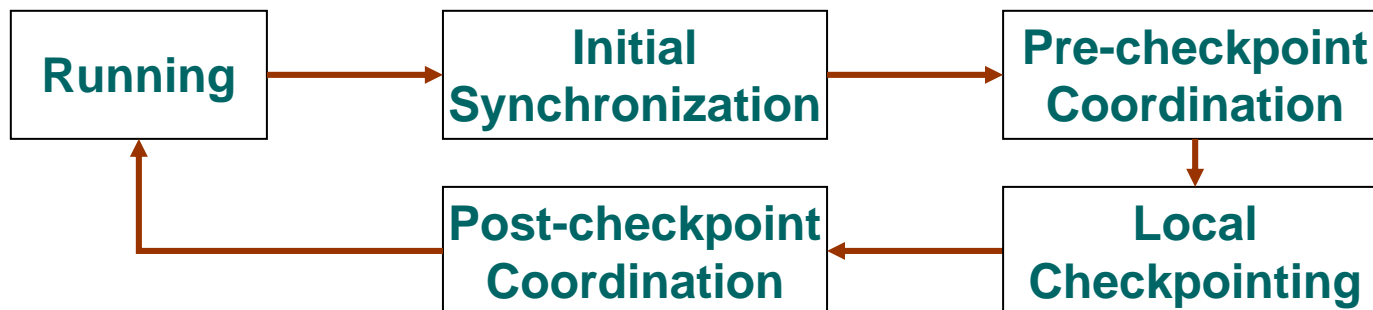 Running
Initial
Synchronization
Pre-checkpoint
Coordination
Post-checkpoint
Coordination
Local
Checkpointing